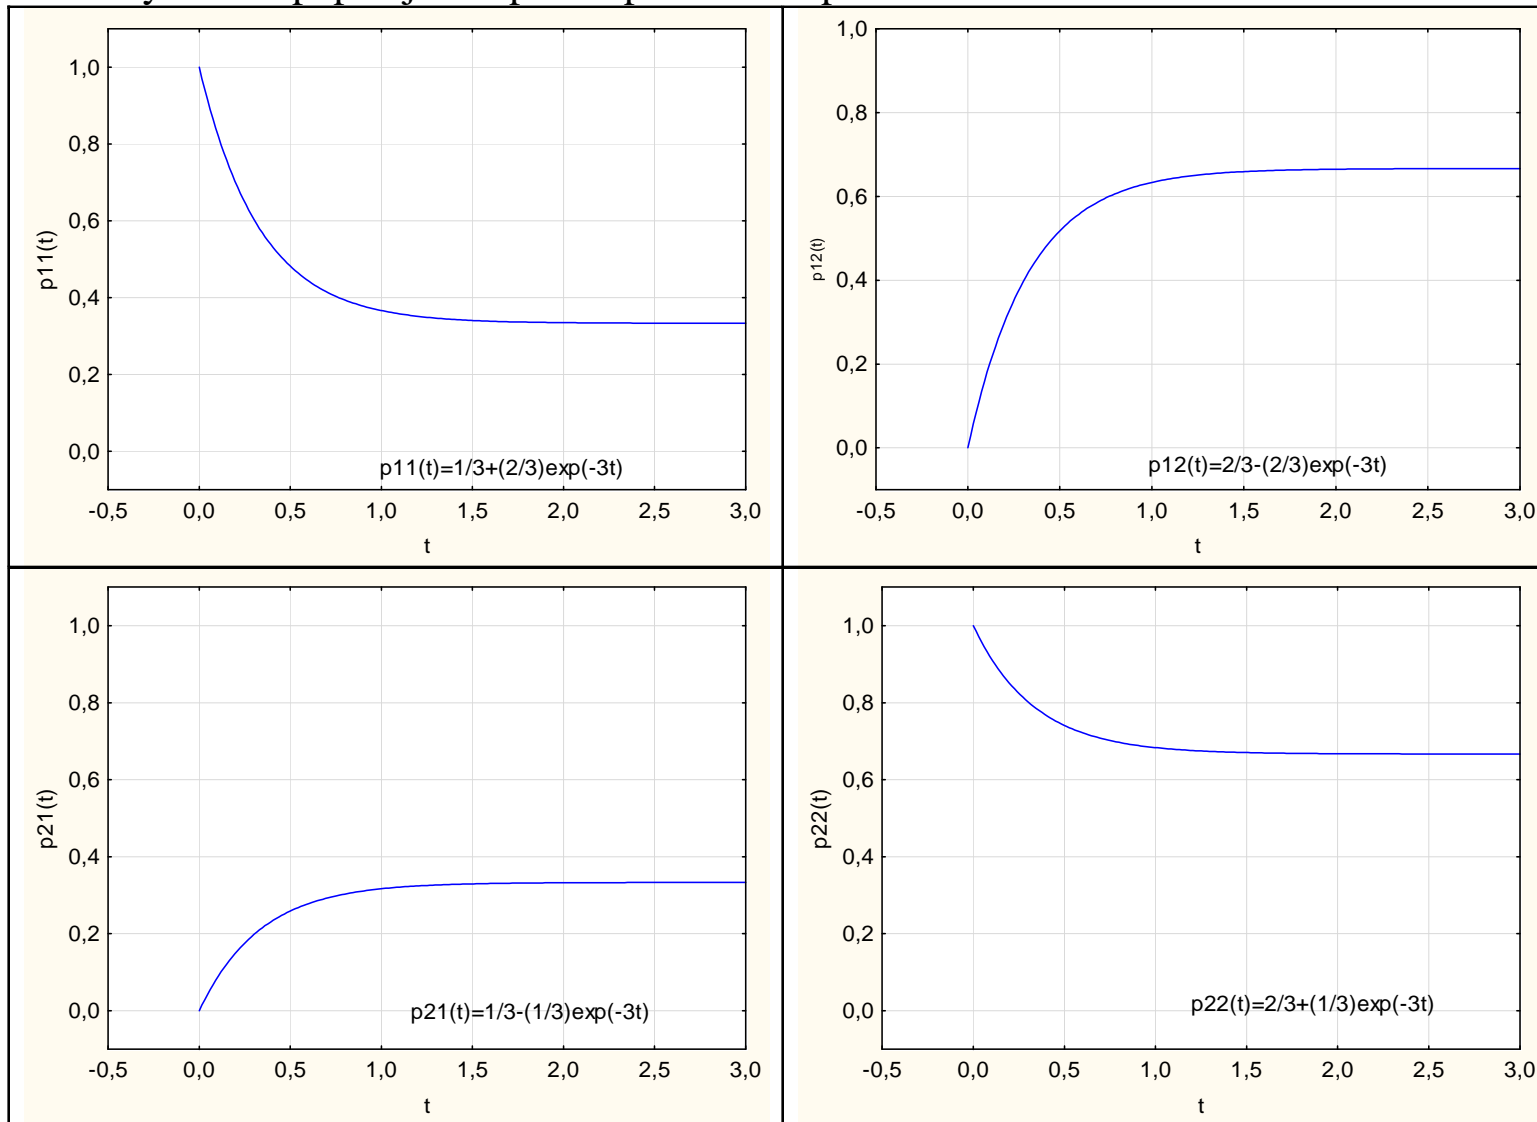 1,0
0,8
0,6
0,4
0,2
0,0
p11(t)
p11(t)=1/3+(2/3)exp(-3t)
-0,5 0,0 0,5 1,0 1,5 2,0 2,5 3,0
t
1,0
0,8
0,6
0,4
0,2
0,0
p12(t)
p12(t)=2/3-(2/3)exp(-3t)
-0,5 0,0 0,5 1,0 1,5 2,0 2,5 3,0
t
1,0
0,8
0,6
0,4
0,2
0,0
p21(t)
p21(t)=1/3-(1/3)exp(-3t)
-0,5 0,0 0,5 1,0 1,5 2,0 2,5 3,0
t
1,0
0,8
0,6
0,4
0,2
0,0
p22(t)
p22(t)=2/3+(1/3)exp(-3t)
-0,5 0,0 0,5 1,0 1,5 2,0 2,5 3,0
t